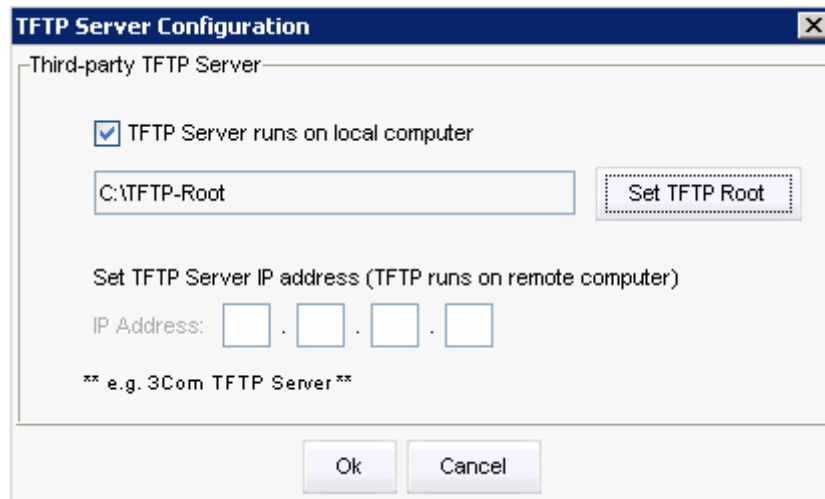 TFTP Server Configuration
Third-party TFTP Server
TFTP Server runs on local computer
C:\TFTP-Root
Set TFTP Root
Set TFTP Server IP address (TFTP runs on remote computer)
IP Address: . . .
** e.g. 3Com TFTP Server**
Ok Cancel